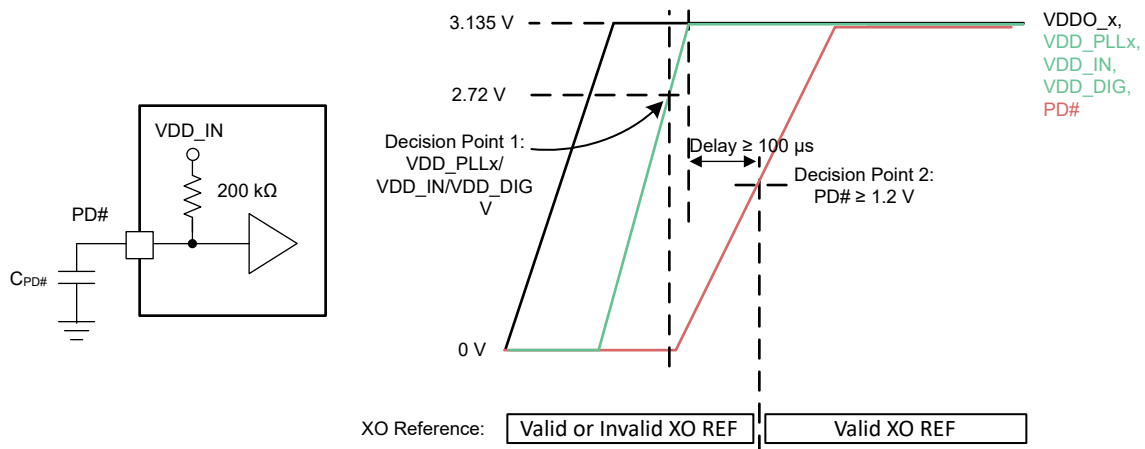 VDD_IN
200 kΩ
PD#
CPD#
3.135 V
2.72 V
0 V
Decision Point 1:
VDD_PLLx/
VDD_IN/VDD_DIG
V
Delay ≥ 100 µs
Decision Point 2:
PD# ≥ 1.2 V
VDDO_x,
VDD_PLLx,
VDD_IN,
VDD_DIG,
PD#
XO Reference:
Valid or Invalid XO REF
Valid XO REF